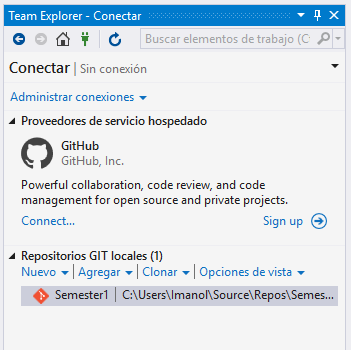 Team Explorer - Conectar
Buscar elementos de trabajo (C
Conectar | Sin conexión
Administrar conexiones
Proveedores de servicio hospedado
GitHub
GitHub, Inc.
Powerful collaboration, code review, and code
management for open source and private projects.
Connect... Sign up
Repositorios GIT locales (1)
Nuevo | Agregar | Clonar | Opciones de vista
Semester1 | C:\Users\Imanol\Source\Repos\Semes...